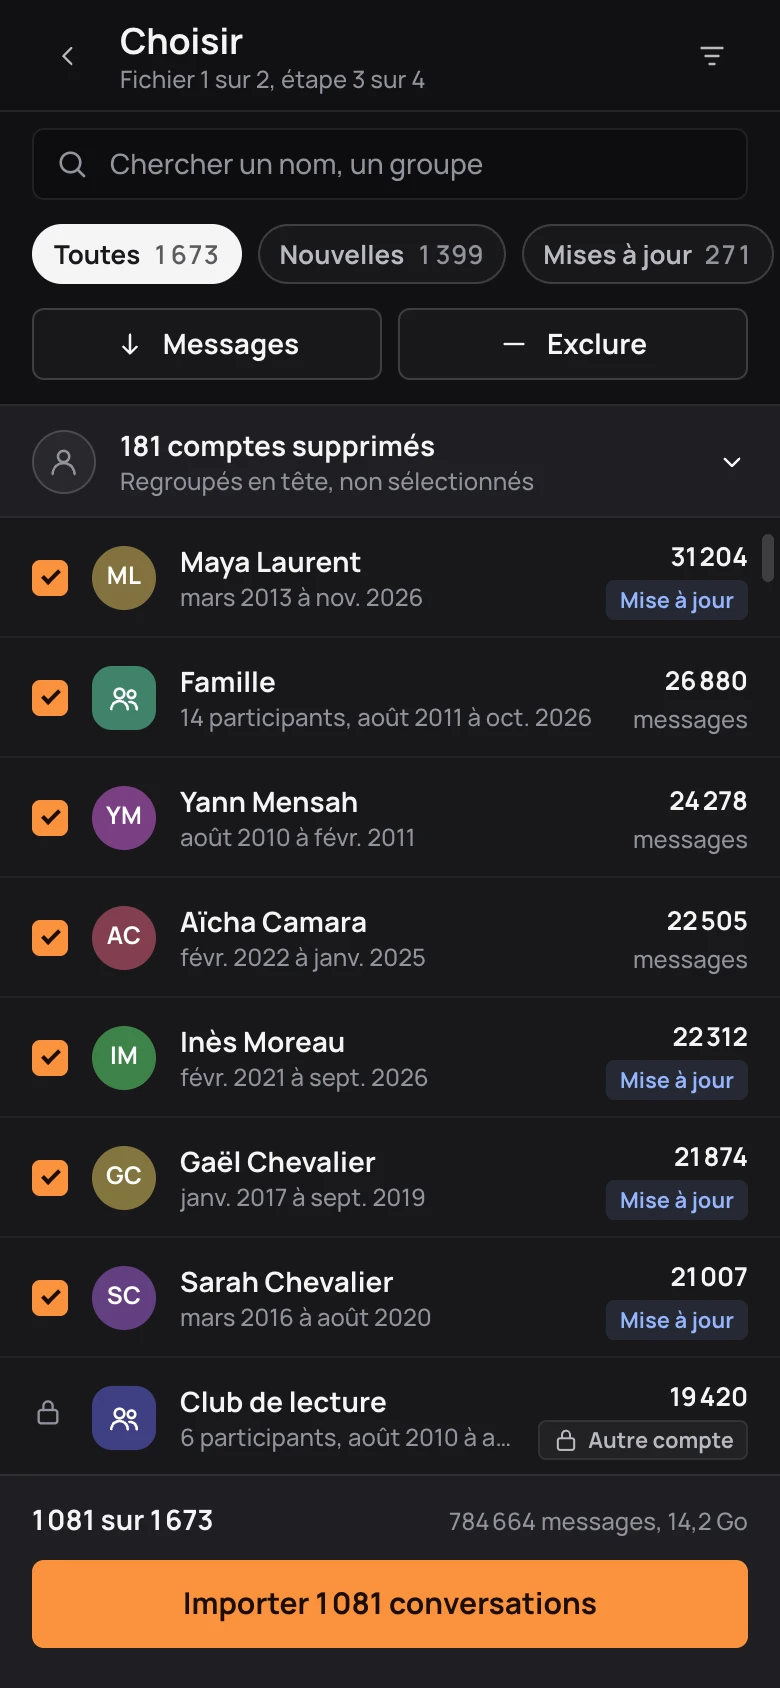 Choisir
Fichier 1 sur 2, étape 3 sur 4
Chercher un nom, un groupe
Toutes 1 673
Nouvelles 1 399
Mises à jour 271
Messages
Exclure
181 comptes supprimés
Regroupés en tête, non sélectionnés
ML
Maya Laurent
31 204
mars 2013 à nov. 2026
Mise à jour
Famille
26 880
14 participants, août 2011 à oct. 2026
messages
YM
Yann Mensah
24 278
août 2010 à févr. 2011
messages
AC
Aïcha Camara
22 505
févr. 2022 à janv. 2025
messages
IM
Inès Moreau
22 312
févr. 2021 à sept. 2026
Mise à jour
GC
Gaël Chevalier
21 874
janv. 2017 à sept. 2019
Mise à jour
SC
Sarah Chevalier
21 007
mars 2016 à août 2020
Mise à jour
Club de lecture
19 420
6 participants, août 2010 à a...
Autre compte
1 081 sur 1 673
784 664 messages, 14,2 Go
Importer 1 081 conversations